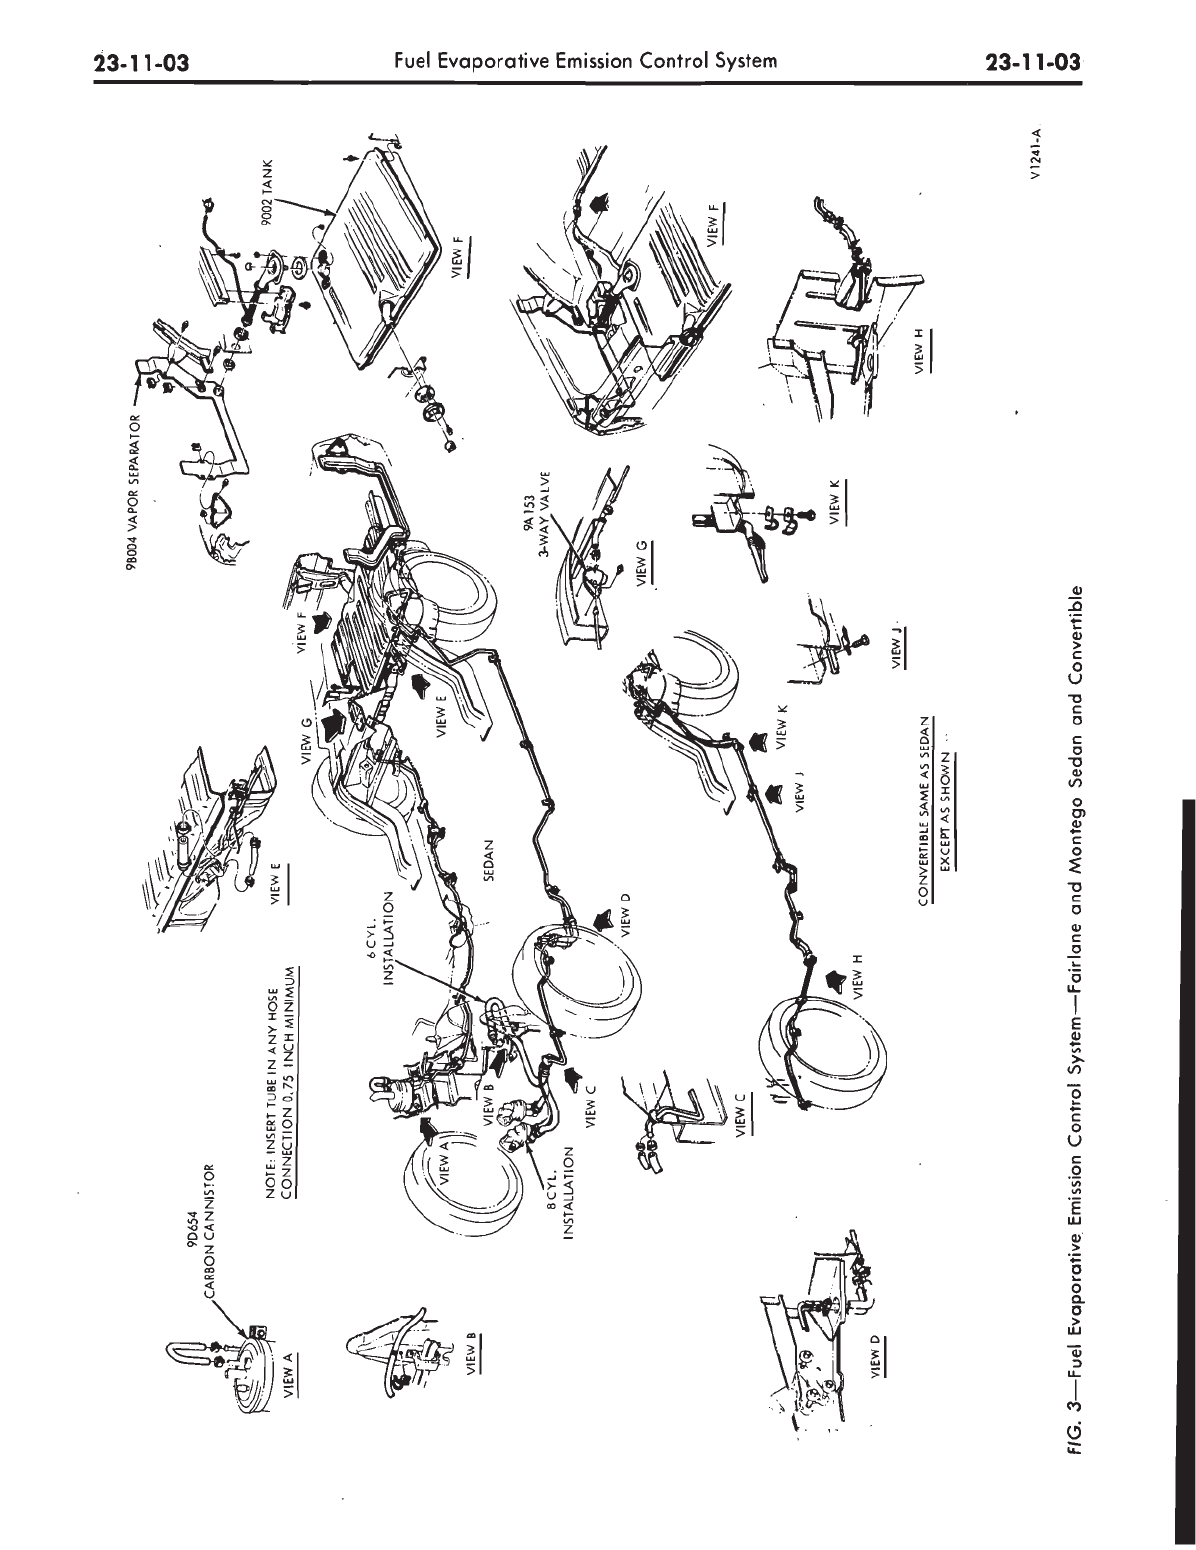 23-11-03
Fuel Evaporative Emission Control System
23-11-03
9B004 VAPOR SEPARATOR
9002 TANK
VIEW F
VIEW F
V1241-A
VIEW H
9A153
3-WAY VALVE
VIEW G
VIEW K
VIEW J
VIEW F
VIEW G
VIEW E
VIEW E
SEDAN
6 CYL.
INSTALLATION
VIEW D
VIEW K
VIEW J
VIEW H
CONVERTIBLE SAME AS SEDAN
EXCEPT AS SHOWN
NOTE: INSERT TUBE IN ANY HOSE
CONNECTION 0.75 INCH MINIMUM
VIEW A
VIEW B
VIEW C
8 CYL.
INSTALLATION
VIEW C
9D654
CARBON CANNISTOR
VIEW A
VIEW B
VIEW D
FIG. 3—Fuel Evaporative Emission Control System—Fairlane and Montego Sedan and Convertible